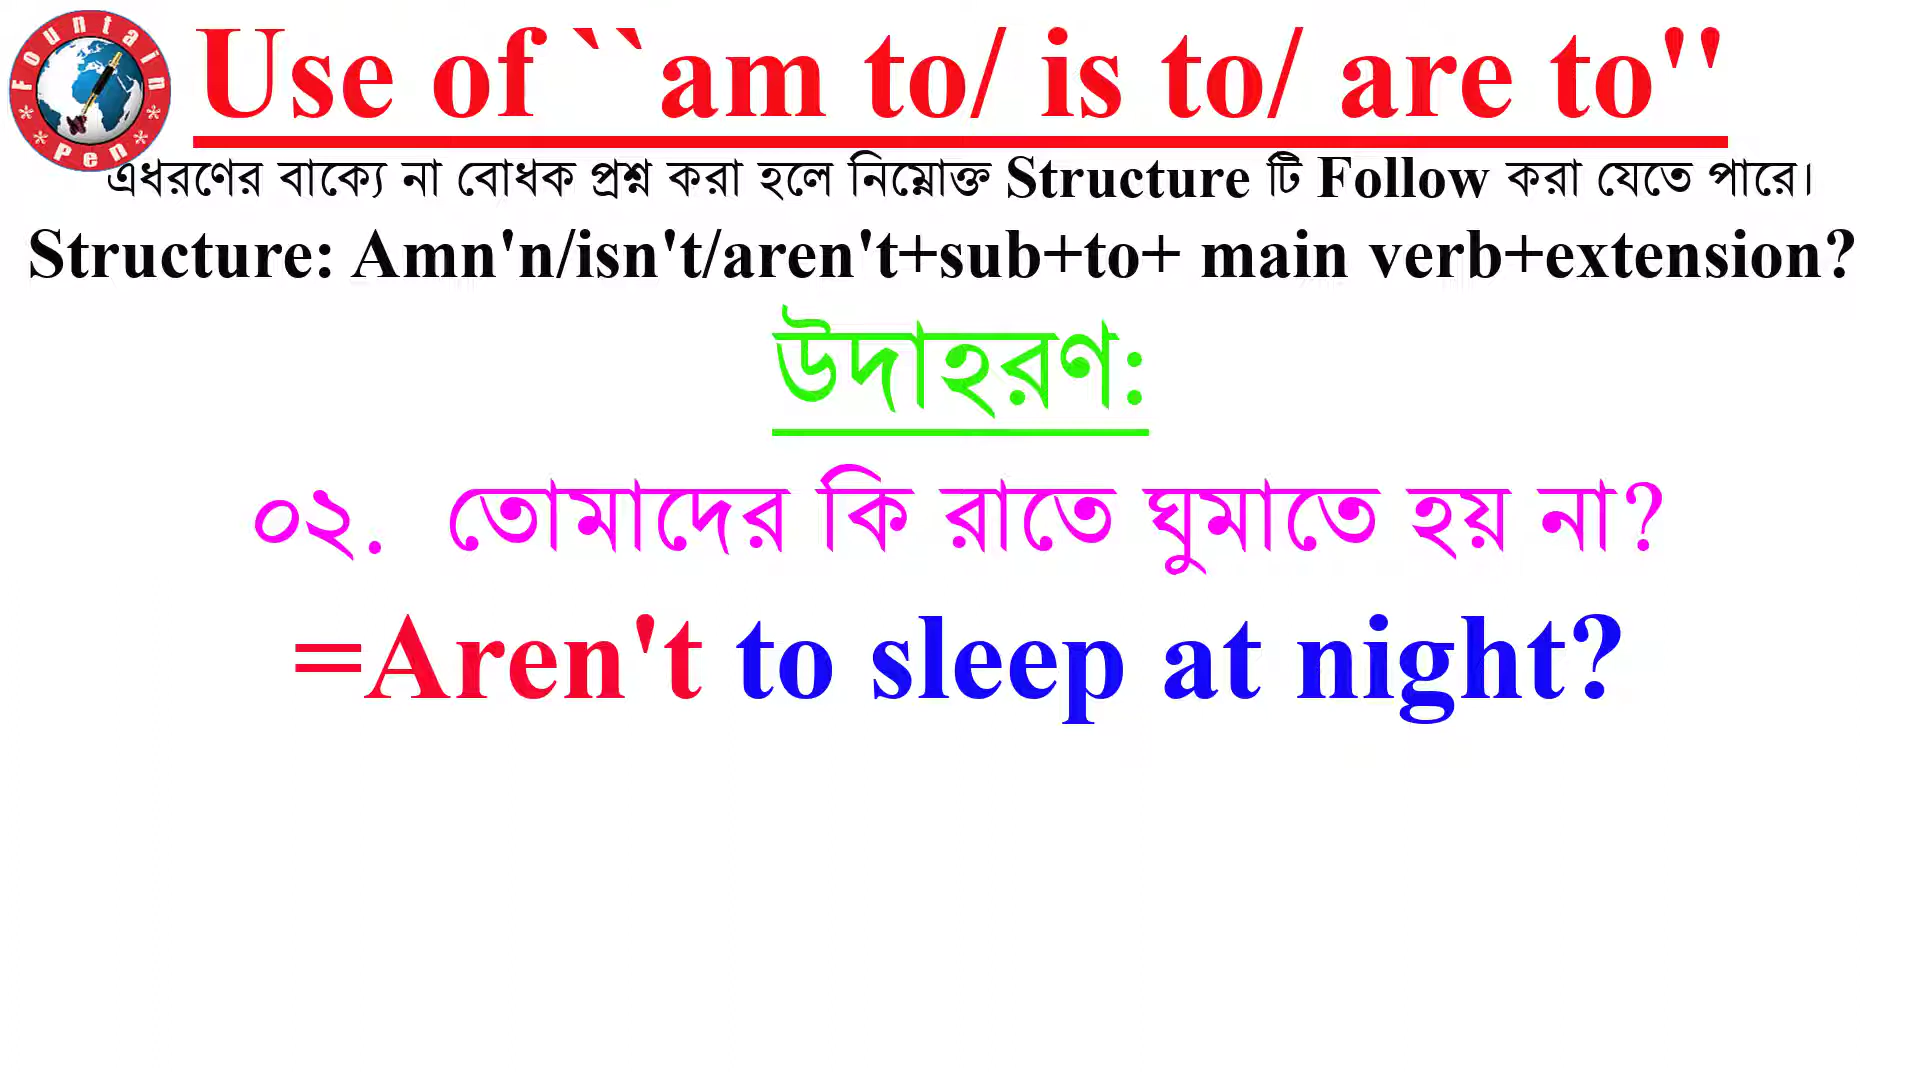 Fountain
Pen
Use of ``am to/ is to/ are to''
এধরণের বাক্যে না বোধক প্রশ্ন করা হলে নিম্নোক্ত Structure টি Follow করা যেতে পারে।
Structure: Amn'n/isn't/aren't+sub+to+ main verb+extension?
উদাহরণ:
০২. তোমাদের কি রাতে ঘুমাতে হয় না?
=Aren't to sleep at night?